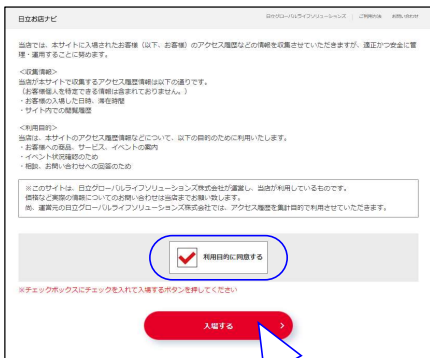 日立お店ナビ
日立グローバルライフソリューションズ | ご利用方法 お問い合わせ
当店では、本サイトに入場されたお客様（以下、お客様）のアクセス履歴などの情報を収集させていただきますが、適正かつ安全に管
理・運用することに努めます。
＜収集情報＞
当店が本サイトで収集するアクセス履歴情報は以下の通りです。
（お客様個人を特定できる情報は含まれておりません。）
・お客様の入場した日時、滞在時間
・サイト内での閲覧履歴
＜利用目的＞
当店は、本サイトのアクセス履歴情報などについて、以下の目的のために利用いたします。
・お客様への商品、サービス、イベントの案内
・イベント状況確認のため
・相談、お問い合わせへの回答のため
※このサイトは、日立グローバルライフソリューションズ株式会社が運営し、当店が利用しているものです。
価格など実際の情報についてのお問い合わせは当店までお願い致します。
尚、運営元の日立グローバルライフソリューションズ株式会社では、アクセス履歴を集計目的で利用させていただきます。
利用目的に同意する
※チェックボックスにチェックを入れて入場するボタンを押してください
入場する